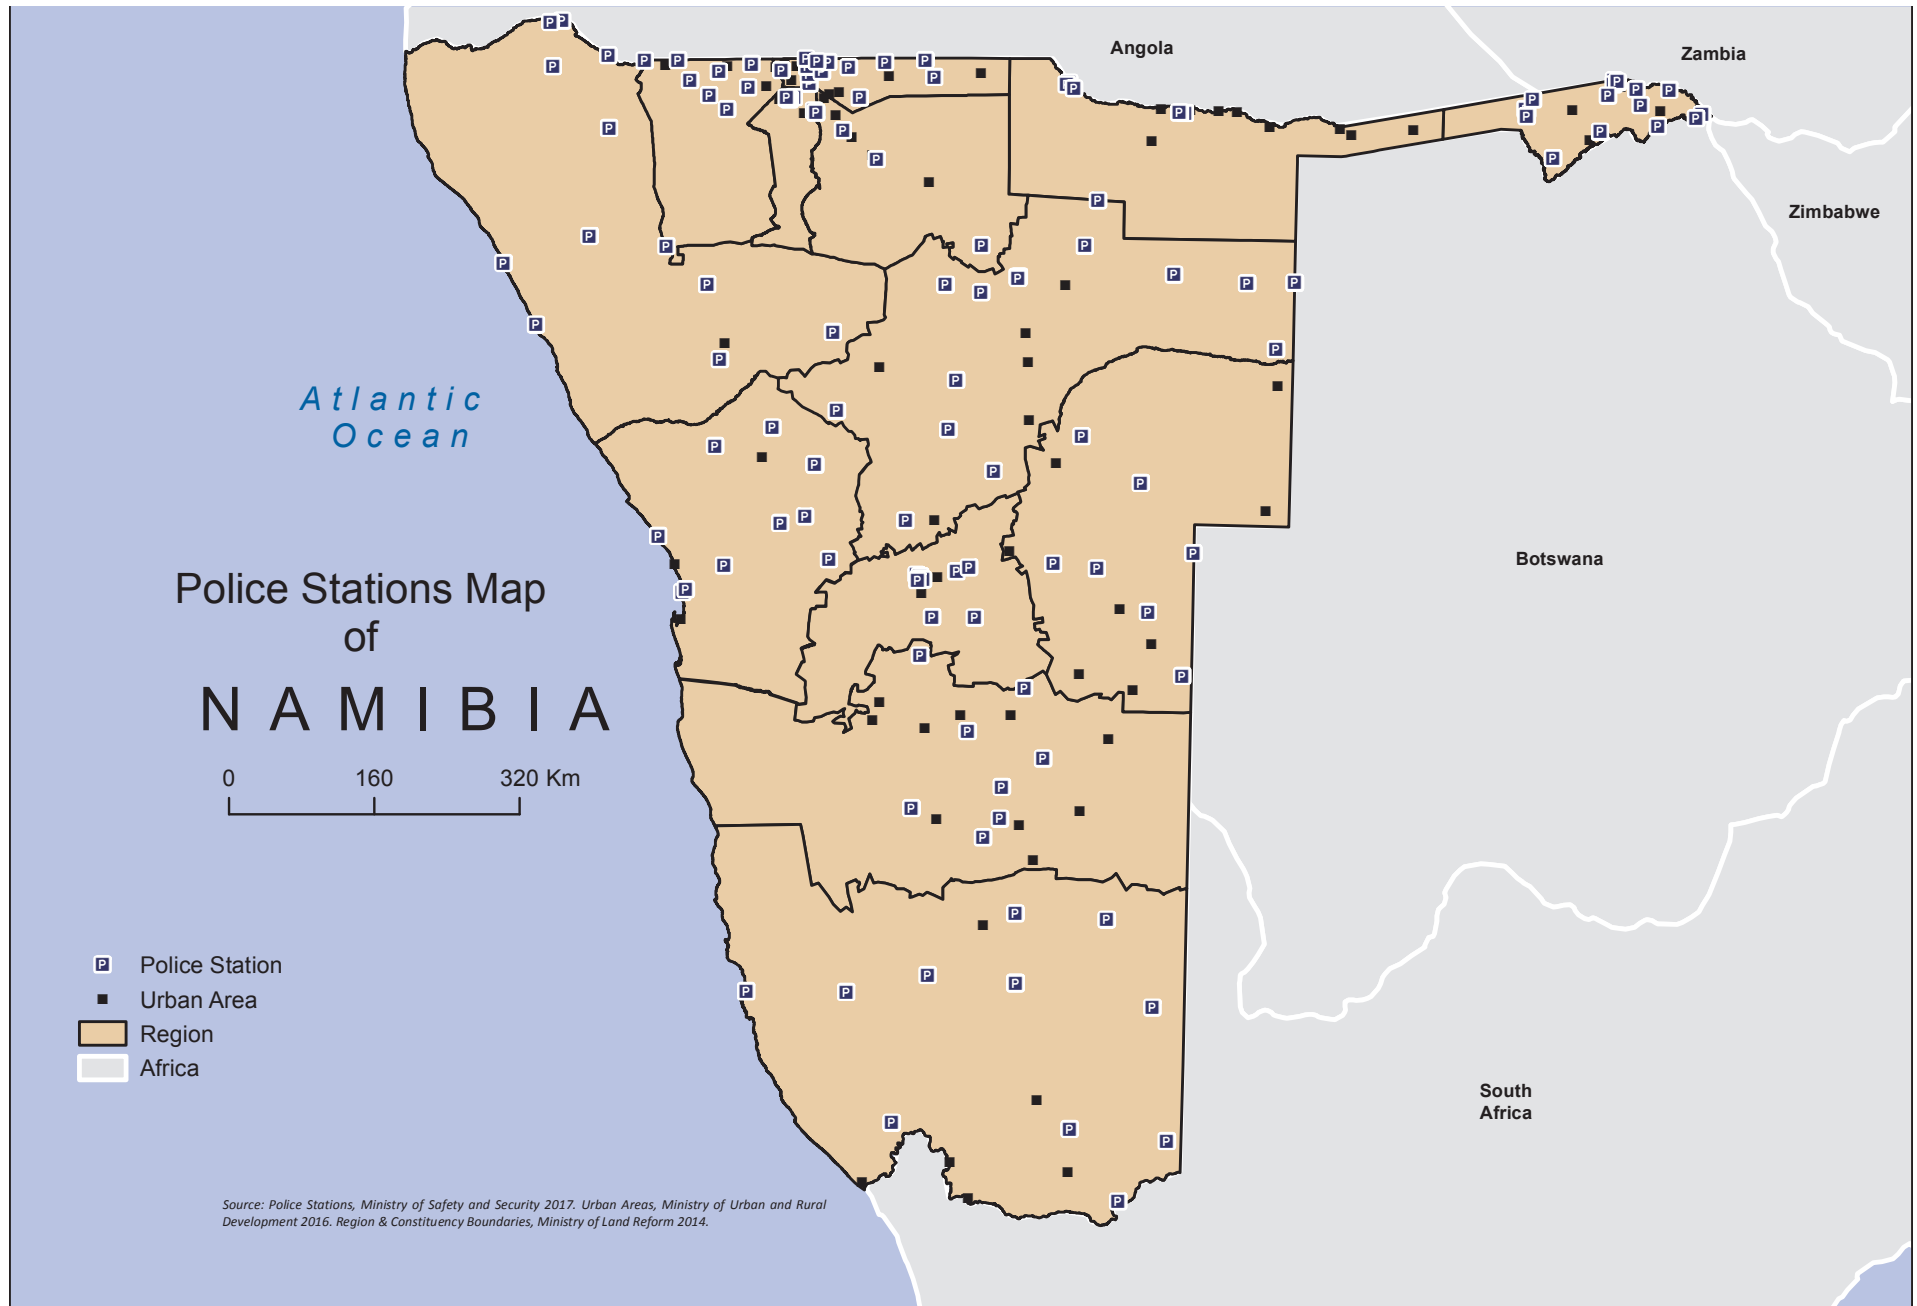 Angola
Zambia
Zimbabwe
Atlantic
Ocean
Botswana
Police Stations Map
of
NAMIBIA
0 160 320 Km
Police Station
Urban Area
Region
Africa
South
Africa
Source: Police Stations, Ministry of Safety and Security 2017. Urban Areas, Ministry of Urban and Rural
Development 2016. Region & Constituency Boundaries, Ministry of Land Reform 2014.